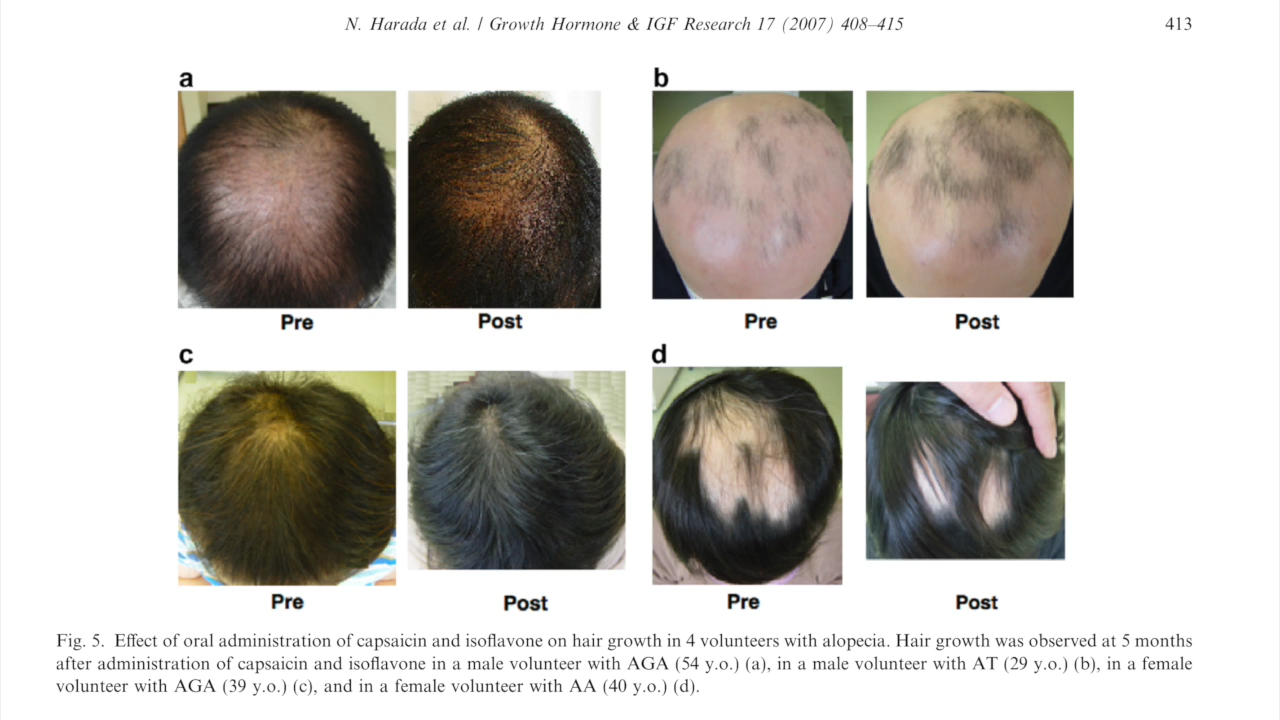 N. Harada et al. / Growth Hormone & IGF Research 17 (2007) 408–415
413
a
b
Pre
Post
Pre
Post
c
d
Pre
Post
Pre
Post
Fig. 5. Effect of oral administration of capsaicin and isoflavone on hair growth in 4 volunteers with alopecia. Hair growth was observed at 5 months
after administration of capsaicin and isoflavone in a male volunteer with AGA (54 y.o.) (a), in a male volunteer with AT (29 y.o.) (b), in a female
volunteer with AGA (39 y.o.) (c), and in a female volunteer with AA (40 y.o.) (d).